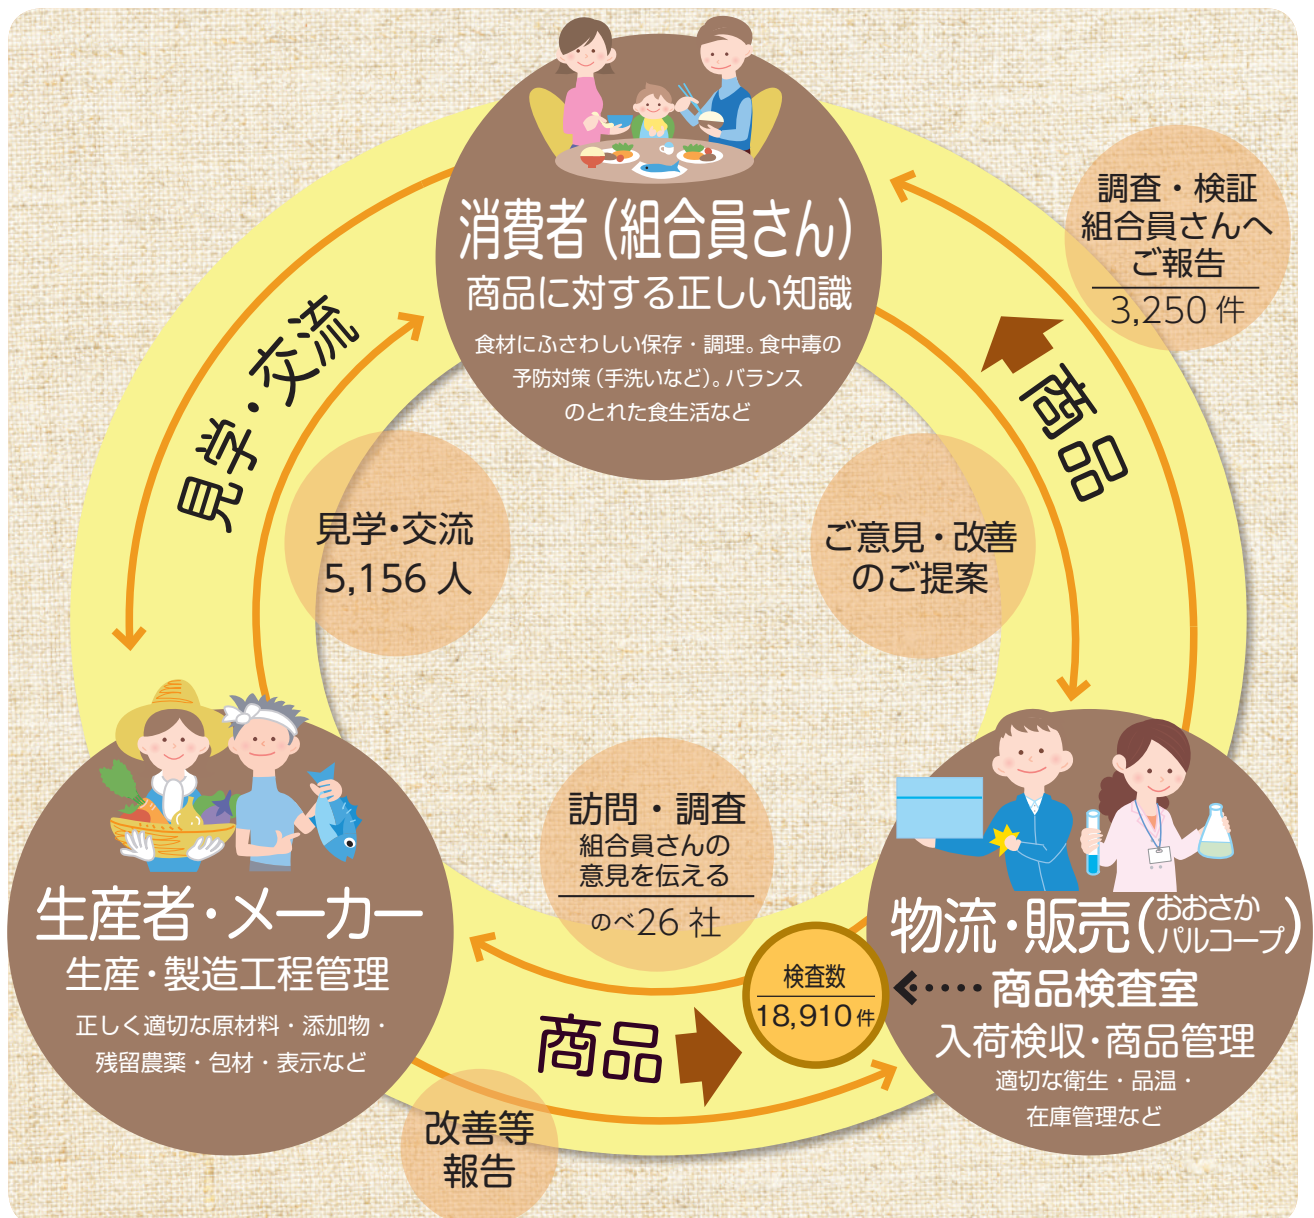 消費者（組合員さん）
商品に対する正しい知識
食材にふさわしい保存・調理。食中毒の
予防対策（手洗いなど）。バランス
のとれた食生活など
調査・検証
組合員さんへ
ご報告
3,250 件
商品
見学・交流
見学・交流
5,156 人
ご意見・改善
のご提案
訪問・調査
組合員さんの
意見を伝える
のべ26 社
生産者・メーカー
生産・製造工程管理
正しく適切な原材料・添加物・
残留農薬・包材・表示など
物流・販売（おおさかパルコープ）
商品検査室
入荷検収・商品管理
適切な衛生・品温・
在庫管理など
検査数
18,910 件
商品
改善等
報告